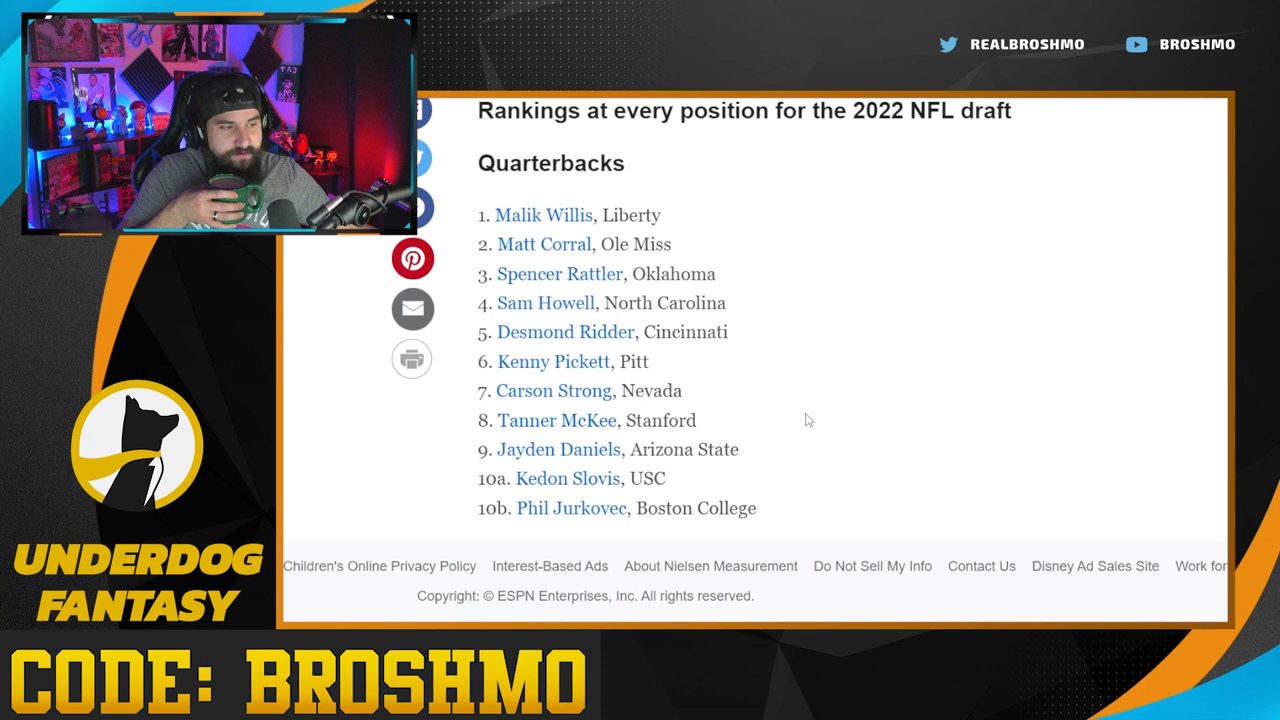 REALBROSHMO
BROSHMO
Rankings at every position for the 2022 NFL draft
Quarterbacks
1. Malik Willis, Liberty
2. Matt Corral, Ole Miss
3. Spencer Rattler, Oklahoma
4. Sam Howell, North Carolina
5. Desmond Ridder, Cincinnati
6. Kenny Pickett, Pitt
7. Carson Strong, Nevada
8. Tanner McKee, Stanford
9. Jayden Daniels, Arizona State
10a. Kedon Slovis, USC
10b. Phil Jurkovec, Boston College
Children's Online Privacy Policy Interest-Based Ads About Nielsen Measurement Do Not Sell My Info Contact Us Disney Ad Sales Site Work for
Copyright: © ESPN Enterprises, Inc. All rights reserved.
UNDERDOG
FANTASY
CODE: BROSHMO